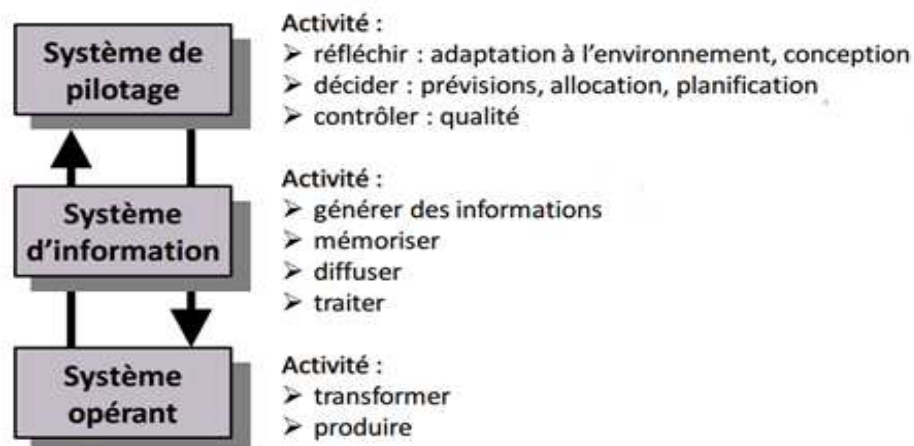 Système de
pilotage
Activité :
➢ réfléchir : adaptation à l'environnement, conception
➢ décider : prévisions, allocation, planification
➢ contrôler : qualité
Système
d'information
Activité :
➢ générer des informations
➢ mémoriser
➢ diffuser
➢ traiter
Système
opérant
Activité :
➢ transformer
➢ produire